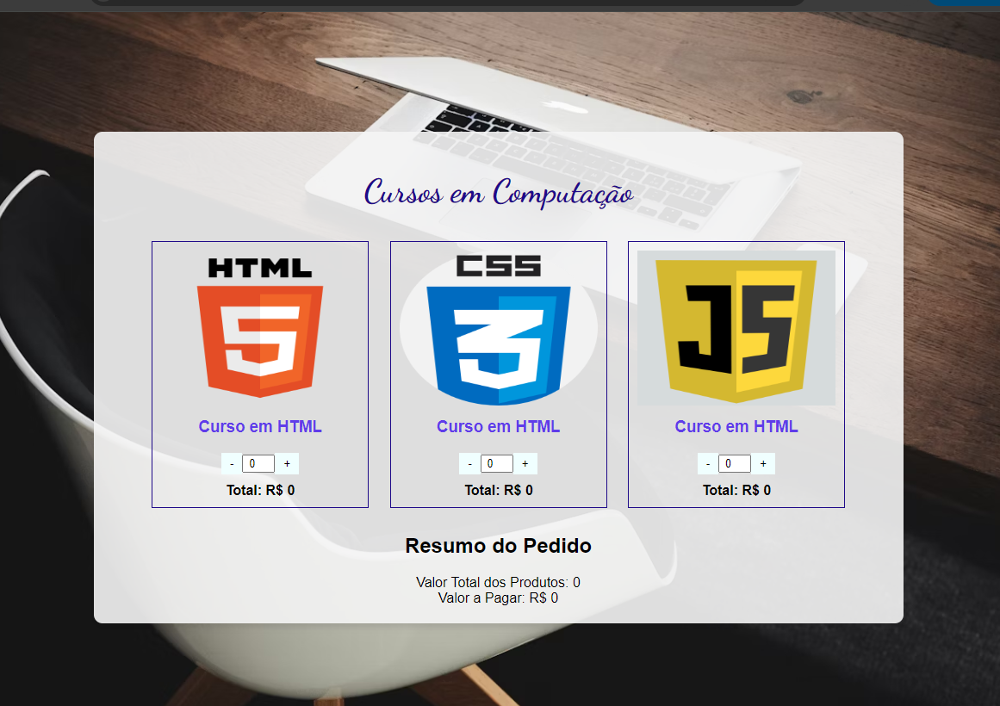 Cursos em Computação
HTML
5
Curso em HTML
- 0 +
Total: R$ 0
CSS
3
Curso em HTML
- 0 +
Total: R$ 0
JS
Curso em HTML
- 0 +
Total: R$ 0
Resumo do Pedido
Valor Total dos Produtos: 0
Valor a Pagar: R$ 0